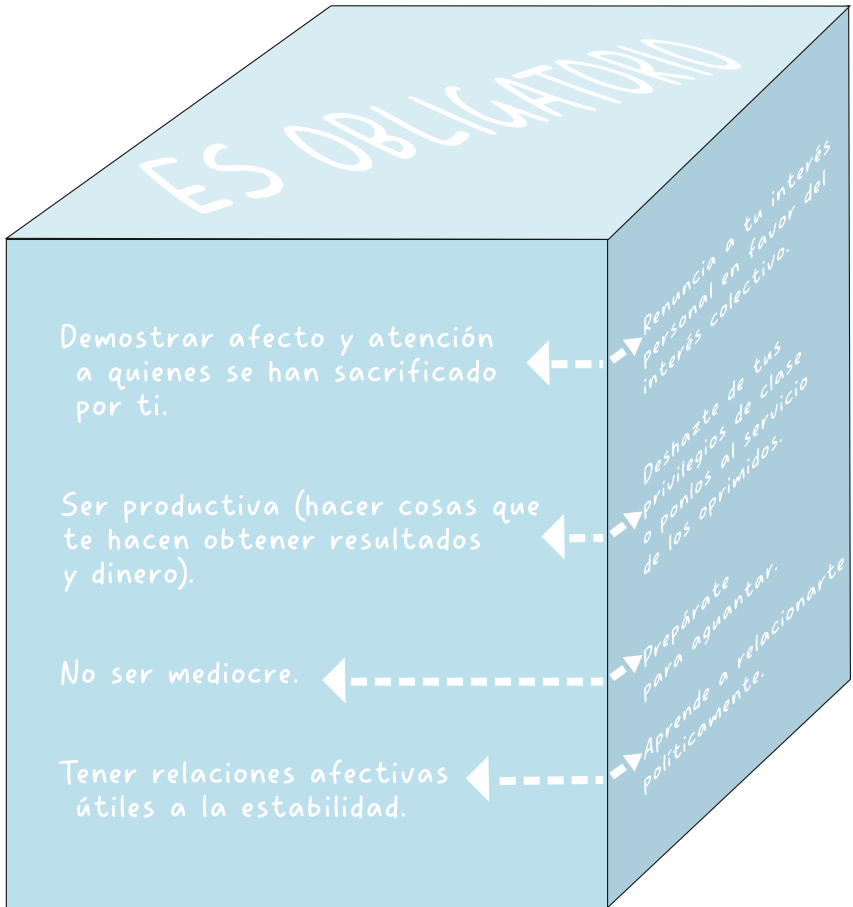 ES OBLIGATORIO
Demostrar afecto y atención
a quienes se han sacrificado
por ti.
Renuncia a tu interés
personal en favor del
interés colectivo.
Ser productiva (hacer cosas que
te hacen obtener resultados
y dinero).
Deshazte de tus
privilegios de clase
o ponlos al servicio
de los oprimidos.
No ser mediocre.
Prepárate
para aguantar.
Tener relaciones afectivas
útiles a la estabilidad.
Aprende a relacionarte
políticamente.